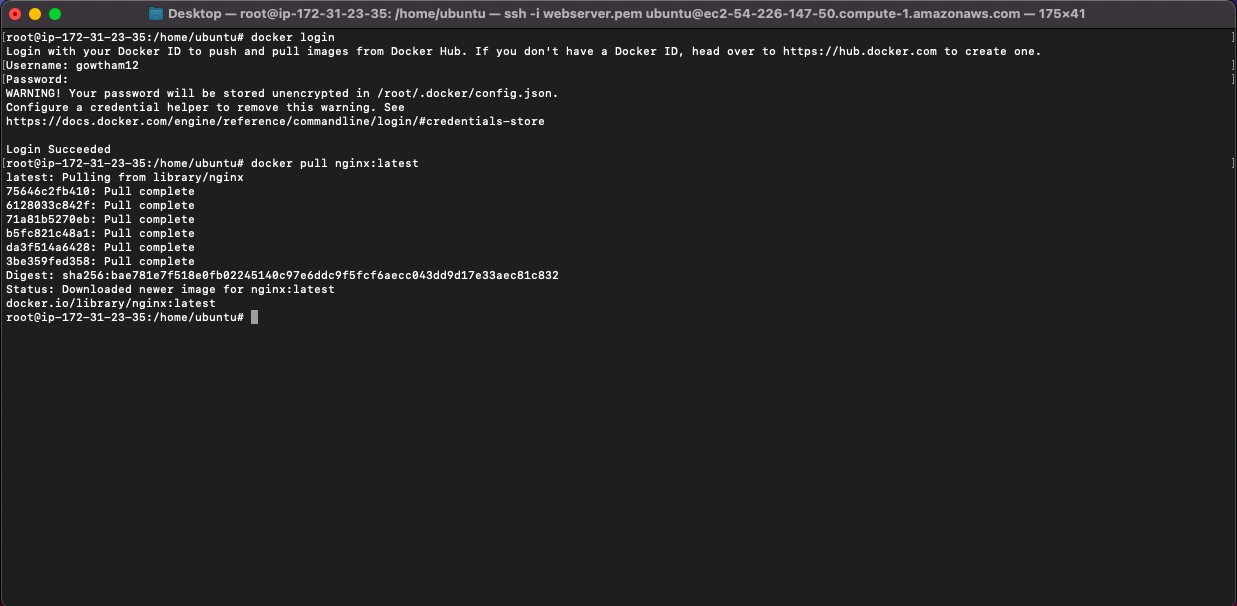 Desktop — root@ip-172-31-23-35: /home/ubuntu — ssh -i webserver.pem ubuntu@ec2-54-226-147-50.compute-1.amazonaws.com — 175×41
[root@ip-172-31-23-35:/home/ubuntu# docker login ]
Login with your Docker ID to push and pull images from Docker Hub. If you don't have a Docker ID, head over to https://hub.docker.com to create one.
[Username: gowtham12 ]
[Password: ]
WARNING! Your password will be stored unencrypted in /root/.docker/config.json.
Configure a credential helper to remove this warning. See
https://docs.docker.com/engine/reference/commandline/login/#credentials-store

Login Succeeded
[root@ip-172-31-23-35:/home/ubuntu# docker pull nginx:latest ]
latest: Pulling from library/nginx
75646c2fb410: Pull complete
6128033c842f: Pull complete
71a81b5270eb: Pull complete
b5fc821c48a1: Pull complete
da3f514a6428: Pull complete
3be359fed358: Pull complete
Digest: sha256:bae781e7f518e0fb02245140c97e6ddc9f5fcf6aecc043dd9d17e33aec81c832
Status: Downloaded newer image for nginx:latest
docker.io/library/nginx:latest
root@ip-172-31-23-35:/home/ubuntu#